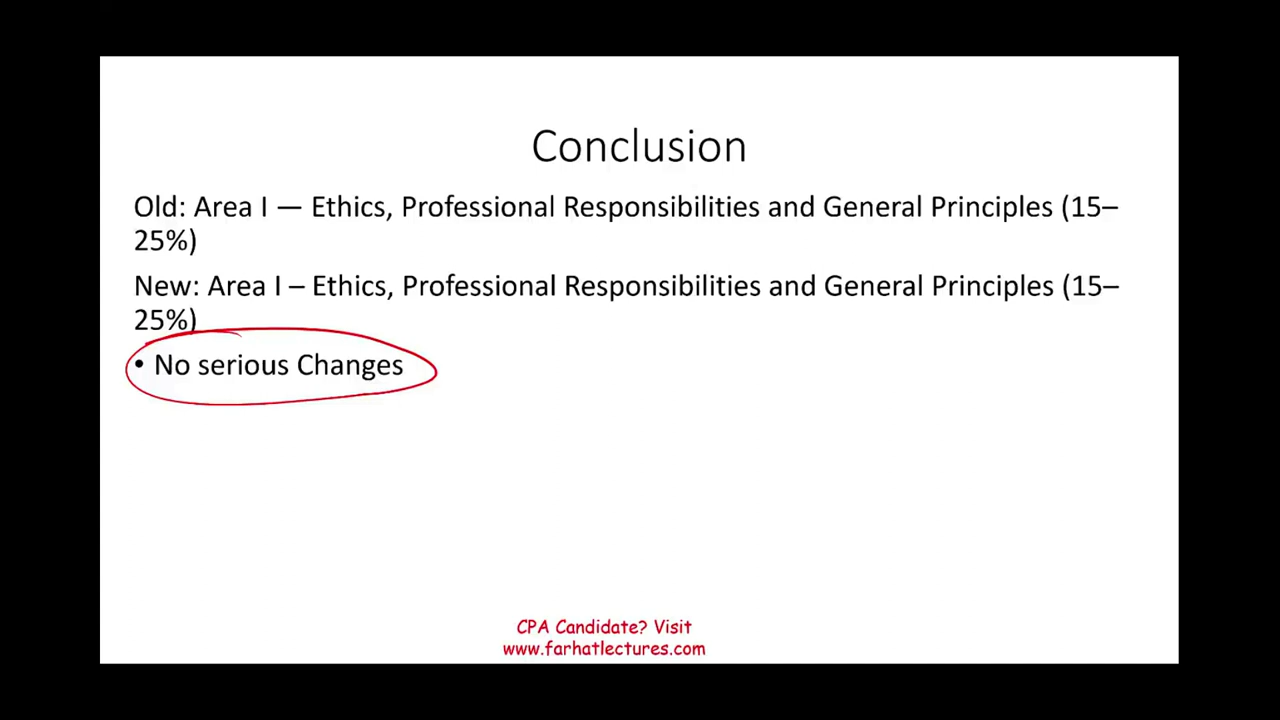 Conclusion
Old: Area I — Ethics, Professional Responsibilities and General Principles (15–
25%)
New: Area I – Ethics, Professional Responsibilities and General Principles (15–
25%)
• No serious Changes
CPA Candidate? Visit
www.farhatlectures.com